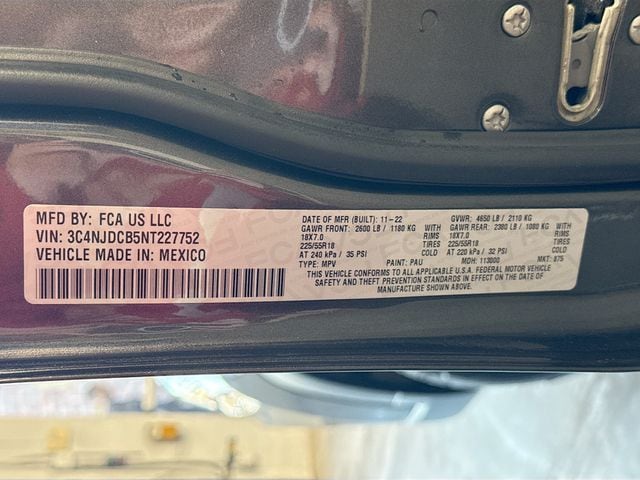 MFD BY: FCA US LLC
VIN: 3C4NJDCB5NT227752
VEHICLE MADE IN: MEXICO
DATE OF MFR (BUILT): 11-22 GVWR: 4650 LB / 2110 KG
GAWR FRONT: 2600 LB / 1180 KG WITH GAWR REAR: 2380 LB / 1080 KG WITH
18X7.0 RIMS 18X7.0 RIMS
225/55R18 TIRES 225/55R18 TIRES
AT 240 kPa / 35 PSI COLD AT 220 kPa / 32 PSI COLD
TYPE: MPV PAINT: PAU MDH: 113000 MKT: 875
THIS VEHICLE CONFORMS TO ALL APPLICABLE U.S.A. FEDERAL MOTOR VEHICLE
SAFETY AND THEFT PREVENTION STANDARDS IN EFFECT ON THE DATE OF
MANUFACTURE SHOWN ABOVE.